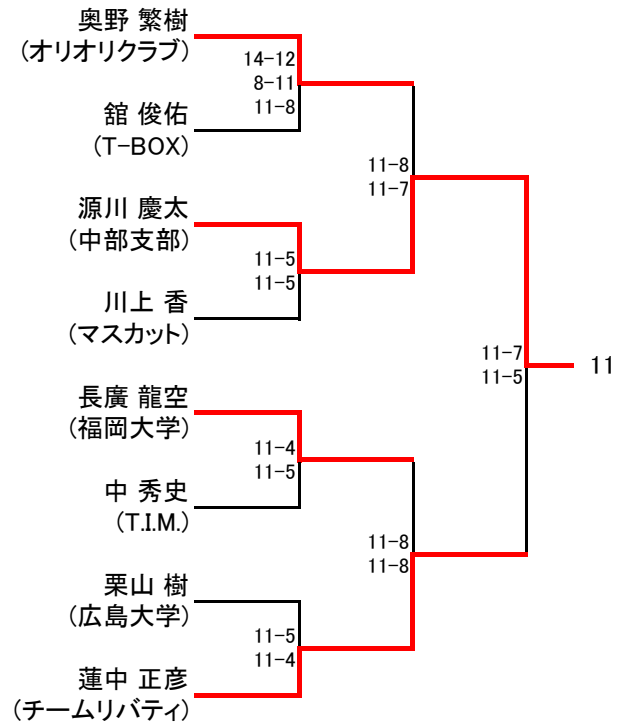 奥野 繁樹
(オリオリクラブ)
14-12
8-11
11-8
舘 俊佑
(T-BOX)
11-8
11-7
源川 慶太
(中部支部)
11-5
11-5
川上 香
(マスカット)
11-7
11-5
11
長廣 龍空
(福岡大学)
11-4
11-5
中 秀史
(T.I.M.)
11-8
11-8
栗山 樹
(広島大学)
11-5
11-4
蓮中 正彦
(チームリバティ)